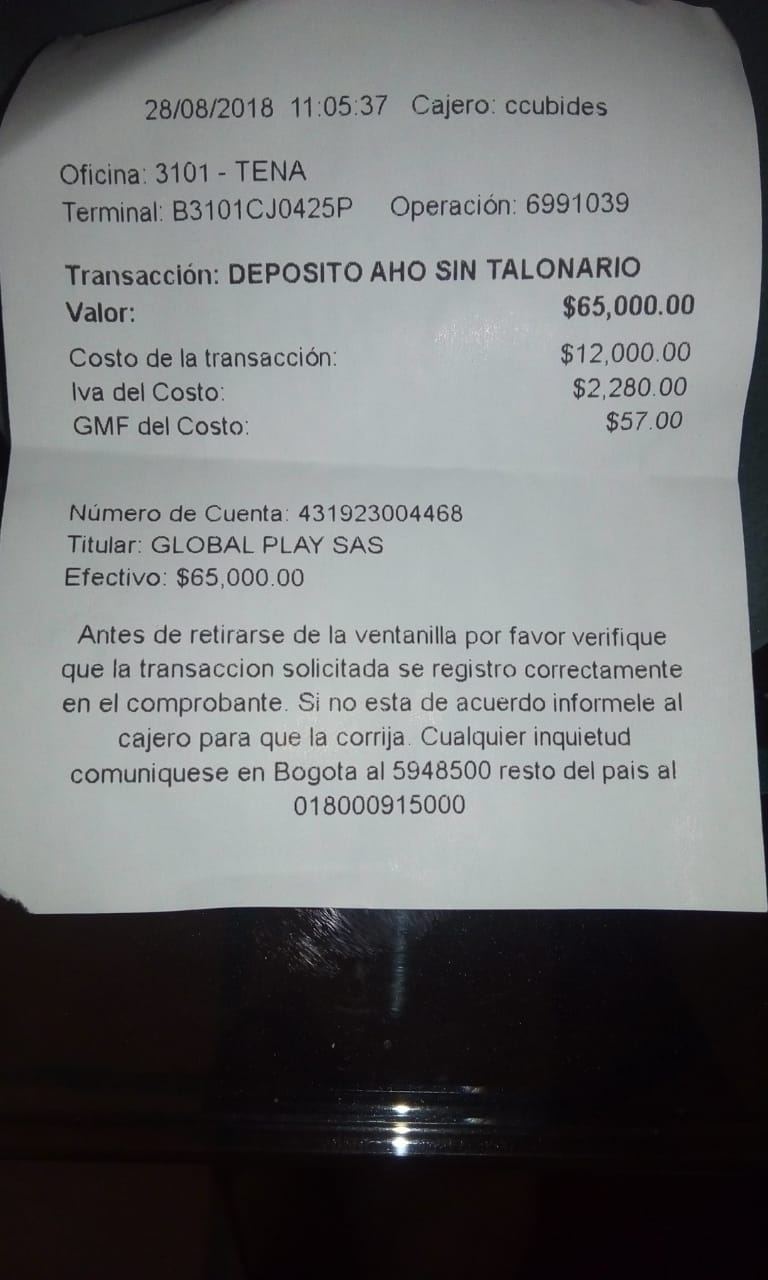 28/08/2018 11:05:37 Cajero: ccubides
Oficina: 3101 - TENA
Terminal: B3101CJ0425P Operación: 6991039
Transacción: DEPOSITO AHO SIN TALONARIO
Valor: $65,000.00
Costo de la transacción: $12,000.00
Iva del Costo: $2,280.00
GMF del Costo: $57.00
Número de Cuenta: 431923004468
Titular: GLOBAL PLAY SAS
Efectivo: $65,000.00
Antes de retirarse de la ventanilla por favor verifique
que la transaccion solicitada se registro correctamente
en el comprobante. Si no esta de acuerdo informele al
cajero para que la corrija. Cualquier inquietud
comuniquese en Bogota al 5948500 resto del pais al
018000915000